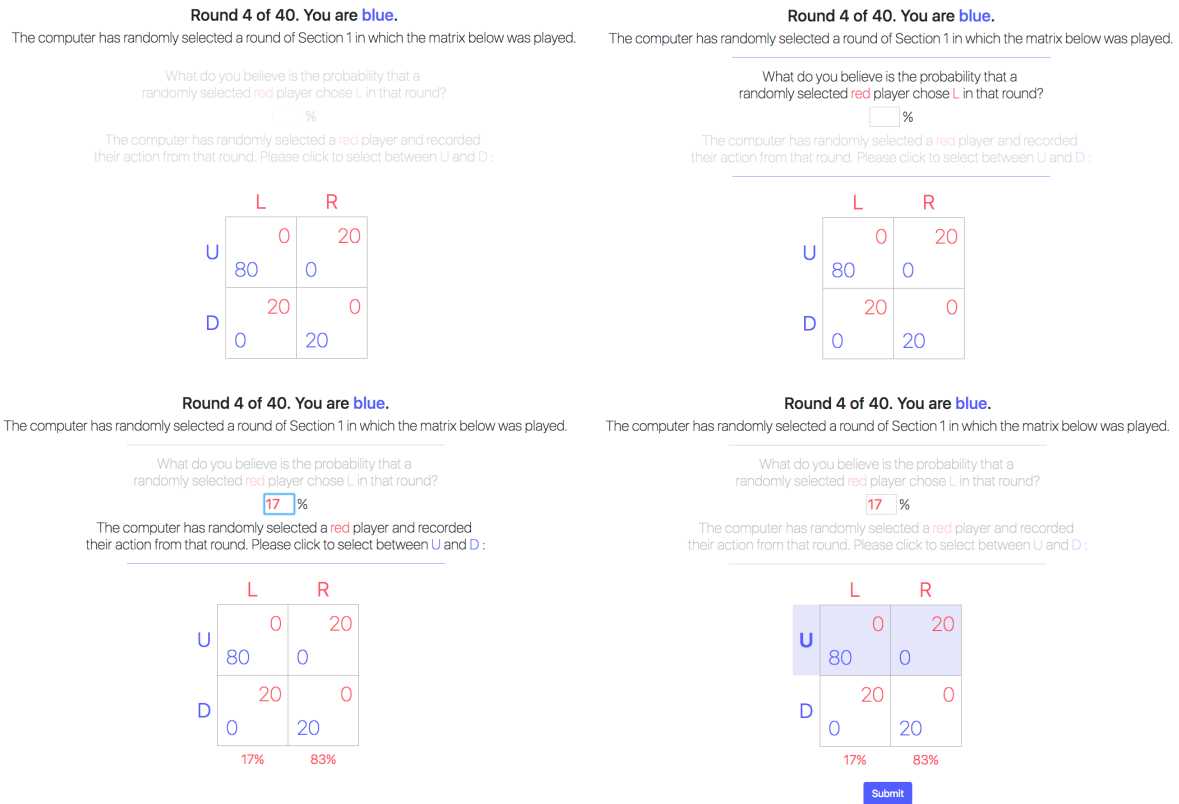 Round 4 of 40. You are blue.
The computer has randomly selected a round of Section 1 in which the matrix below was played.
What do you believe is the probability that a
randomly selected red player chose L in that round?
%
The computer has randomly selected a red player and recorded
their action from that round. Please click to select between U and D :
L R
0 20
U
80 0
20 0
D
0 20
Round 4 of 40. You are blue.
The computer has randomly selected a round of Section 1 in which the matrix below was played.
What do you believe is the probability that a
randomly selected red player chose L in that round?
%
The computer has randomly selected a red player and recorded
their action from that round. Please click to select between U and D :
L R
0 20
U
80 0
20 0
D
0 20
Round 4 of 40. You are blue.
The computer has randomly selected a round of Section 1 in which the matrix below was played.
What do you believe is the probability that a
randomly selected red player chose L in that round?
17 %
The computer has randomly selected a red player and recorded
their action from that round. Please click to select between U and D :
L R
0 20
U
80 0
20 0
D
0 20
17% 83%
Round 4 of 40. You are blue.
The computer has randomly selected a round of Section 1 in which the matrix below was played.
What do you believe is the probability that a
randomly selected red player chose L in that round?
17 %
The computer has randomly selected a red player and recorded
their action from that round. Please click to select between U and D :
L R
0 20
U
80 0
20 0
D
0 20
17% 83%
Submit